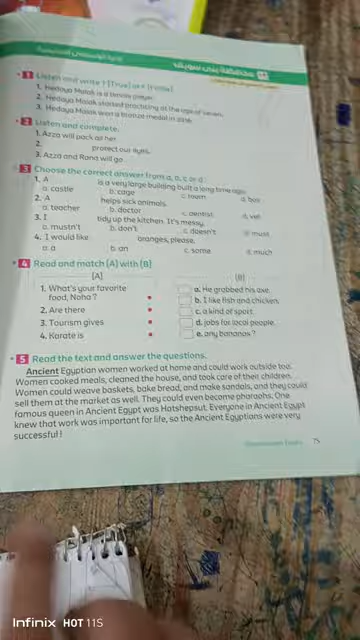 محافظة بني سويف
1 Listen and write: (True) or (False)
1. Hedaya Malak is a tennis player.
2. Hedaya Malak started practicing at the age of seven.
3. Hedaya Malak won a bronze medal in
2 Listen and complete.
1. Azza will pack all her
2. protect our eyes.
3. Azza and Rana will go
3 Choose the correct answer from a, b, c or d:
1. A is a very large building built a long time ago.
a. castle b. cage c. room d. box
2. A helps sick animals.
a. teacher b. doctor c. dentist d. vet
3. I tidy up the kitchen. It's messy.
a. mustn't b. don't c. doesn't d. must
4. I would like oranges, please.
a. a b. an c. some d. much
4 Read and match (A) with (B)
(A) (B)
1. What's your favorite a. He grabbed his axe.
food, Noha? b. I like fish and chicken.
2. Are there c. a kind of sport.
3. Tourism gives d. jobs for local people.
4. Karate is e. any bananas?
5 Read the text and answer the questions.
Ancient Egyptian women worked at home and could work outside too.
Women cooked meals, cleaned the house, and took care of their children.
Women could weave baskets, bake bread, and make sandals, and they could
sell them at the market as well. They could even become pharaohs. One
famous queen in Ancient Egypt was Hatshepsut. Everyone in Ancient Egypt
knew that work was important for life, so the Ancient Egyptians were very
successful!
75
Infinix HOT 11S